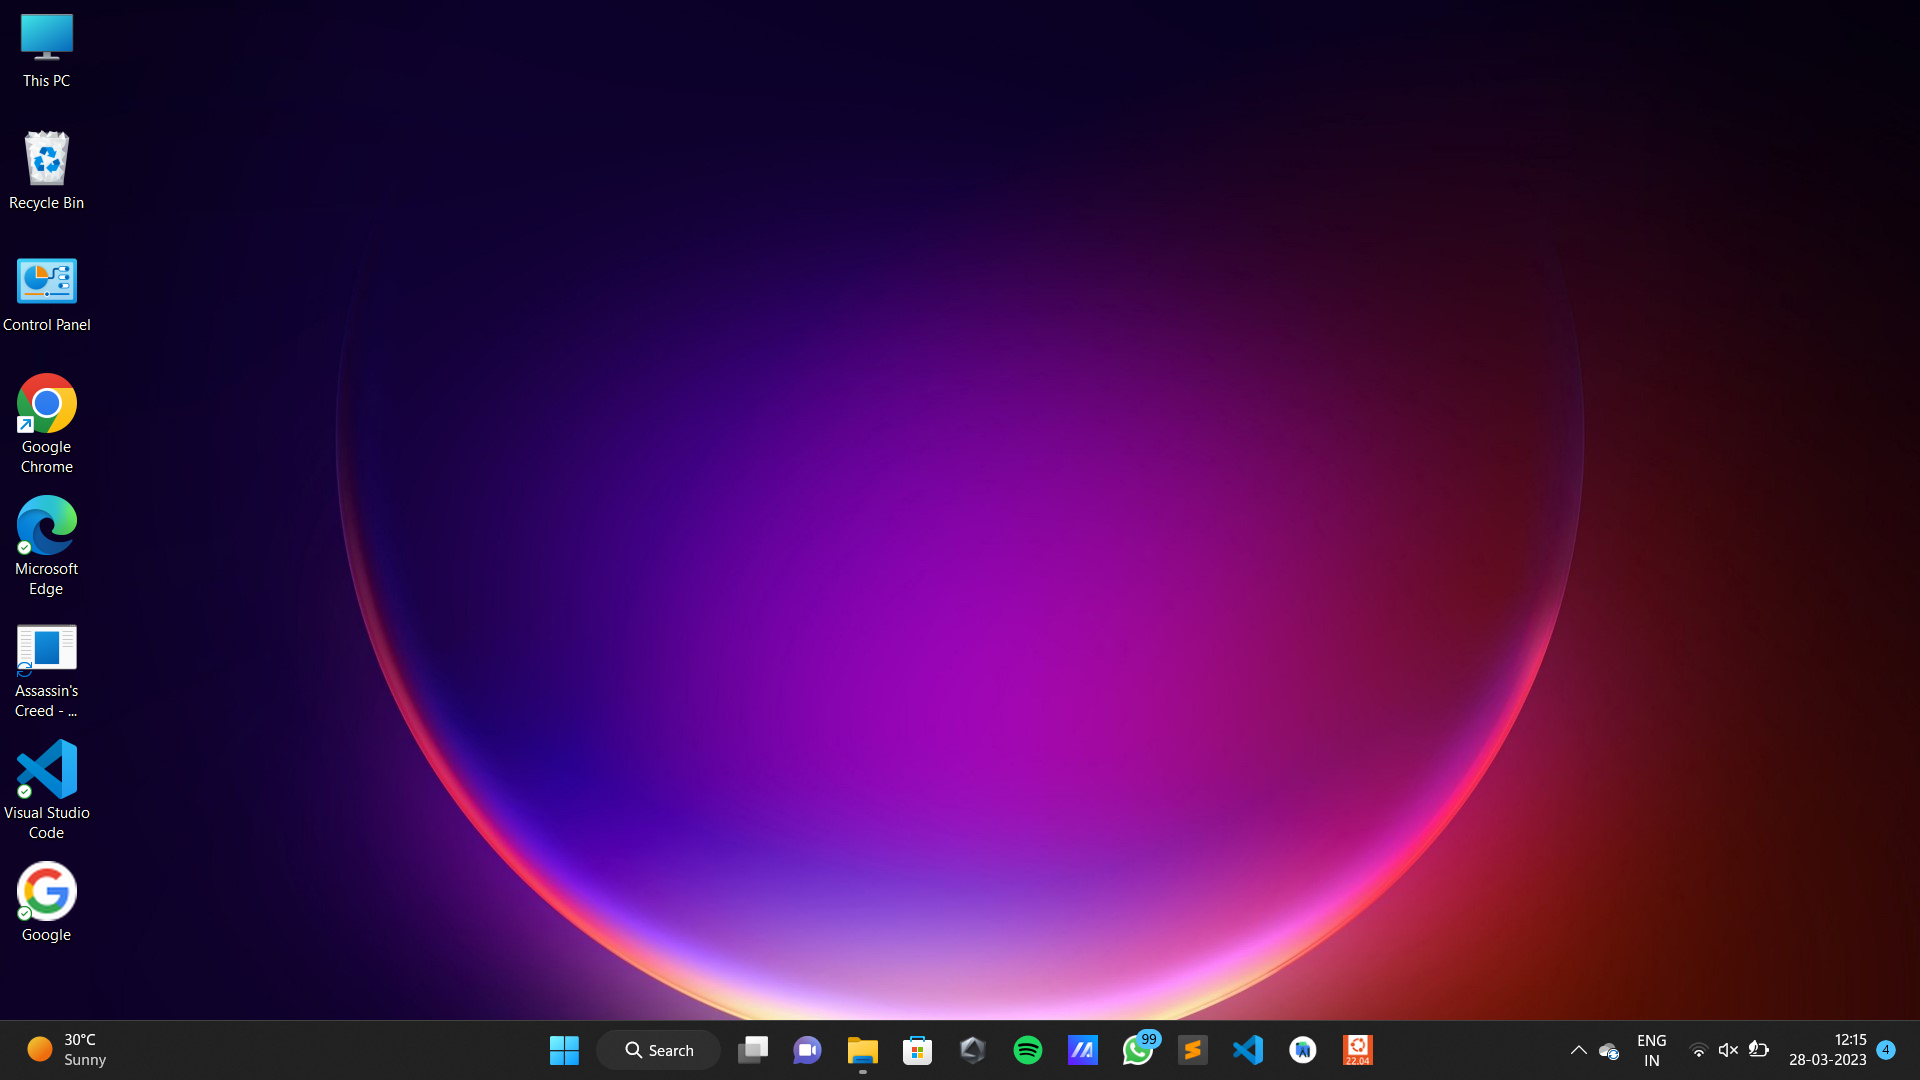 This PC
Recycle Bin
Control Panel
Google
Chrome
Microsoft
Edge
Assassin's
Creed - ...
Visual Studio
Code
Google
30°C
Sunny
Search
99
22.04
ENG
IN
12:15
28-03-2023
4